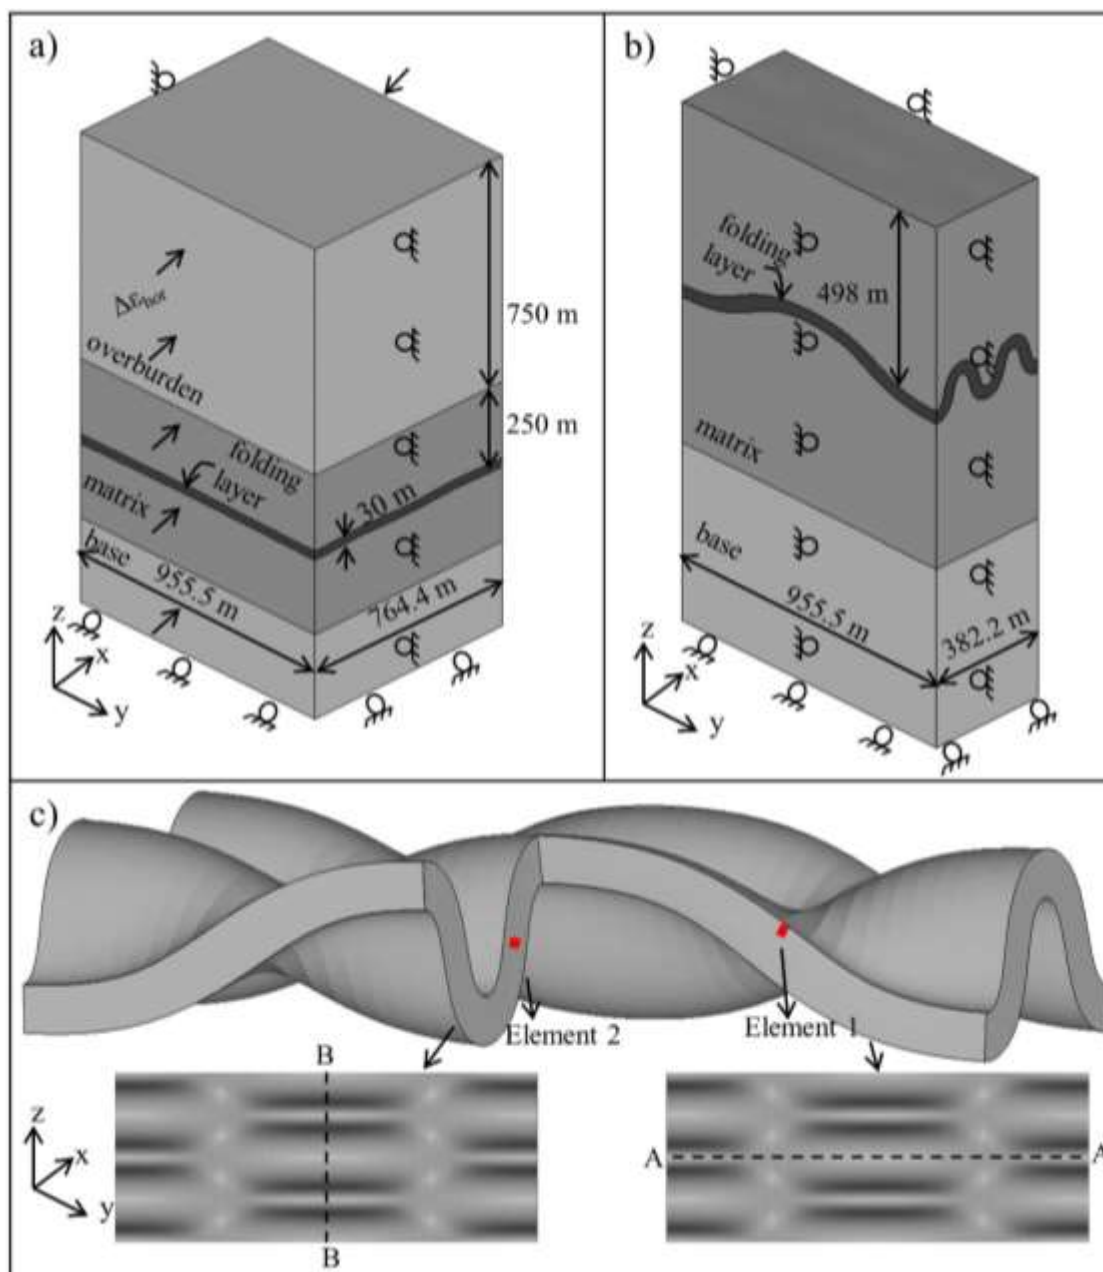 a)
Δε_hot
overburden
750 m
250 m
folding
layer
30 m
matrix
base
955.5 m
764.4 m
z
x
y
b)
folding
layer
498 m
matrix
base
955.5 m
382.2 m
z
x
y
c)
Element 2
Element 1
B
B
A
A
z
x
y